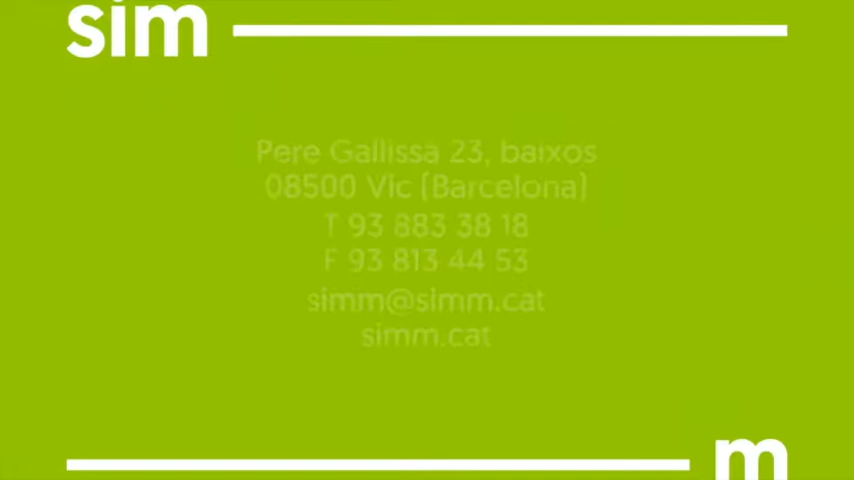 sim
Pere Gallissà 23, baixos
08500 Vic (Barcelona)
T 93 883 38 18
F 93 813 44 53
simm@simm.cat
simm.cat
m